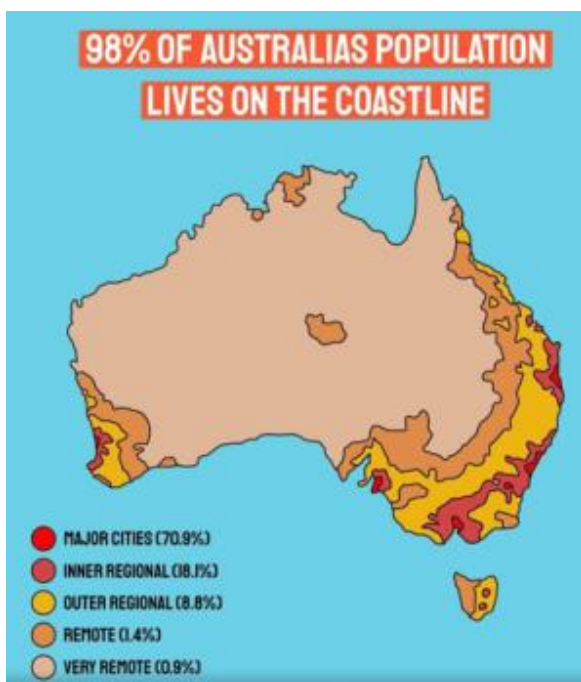 98% OF AUSTRALIAS POPULATION
LIVES ON THE COASTLINE
MAJOR CITIES (70.9%)
INNER REGIONAL (18.1%)
OUTER REGIONAL (8.8%)
REMOTE (1.4%)
VERY REMOTE (0.9%)